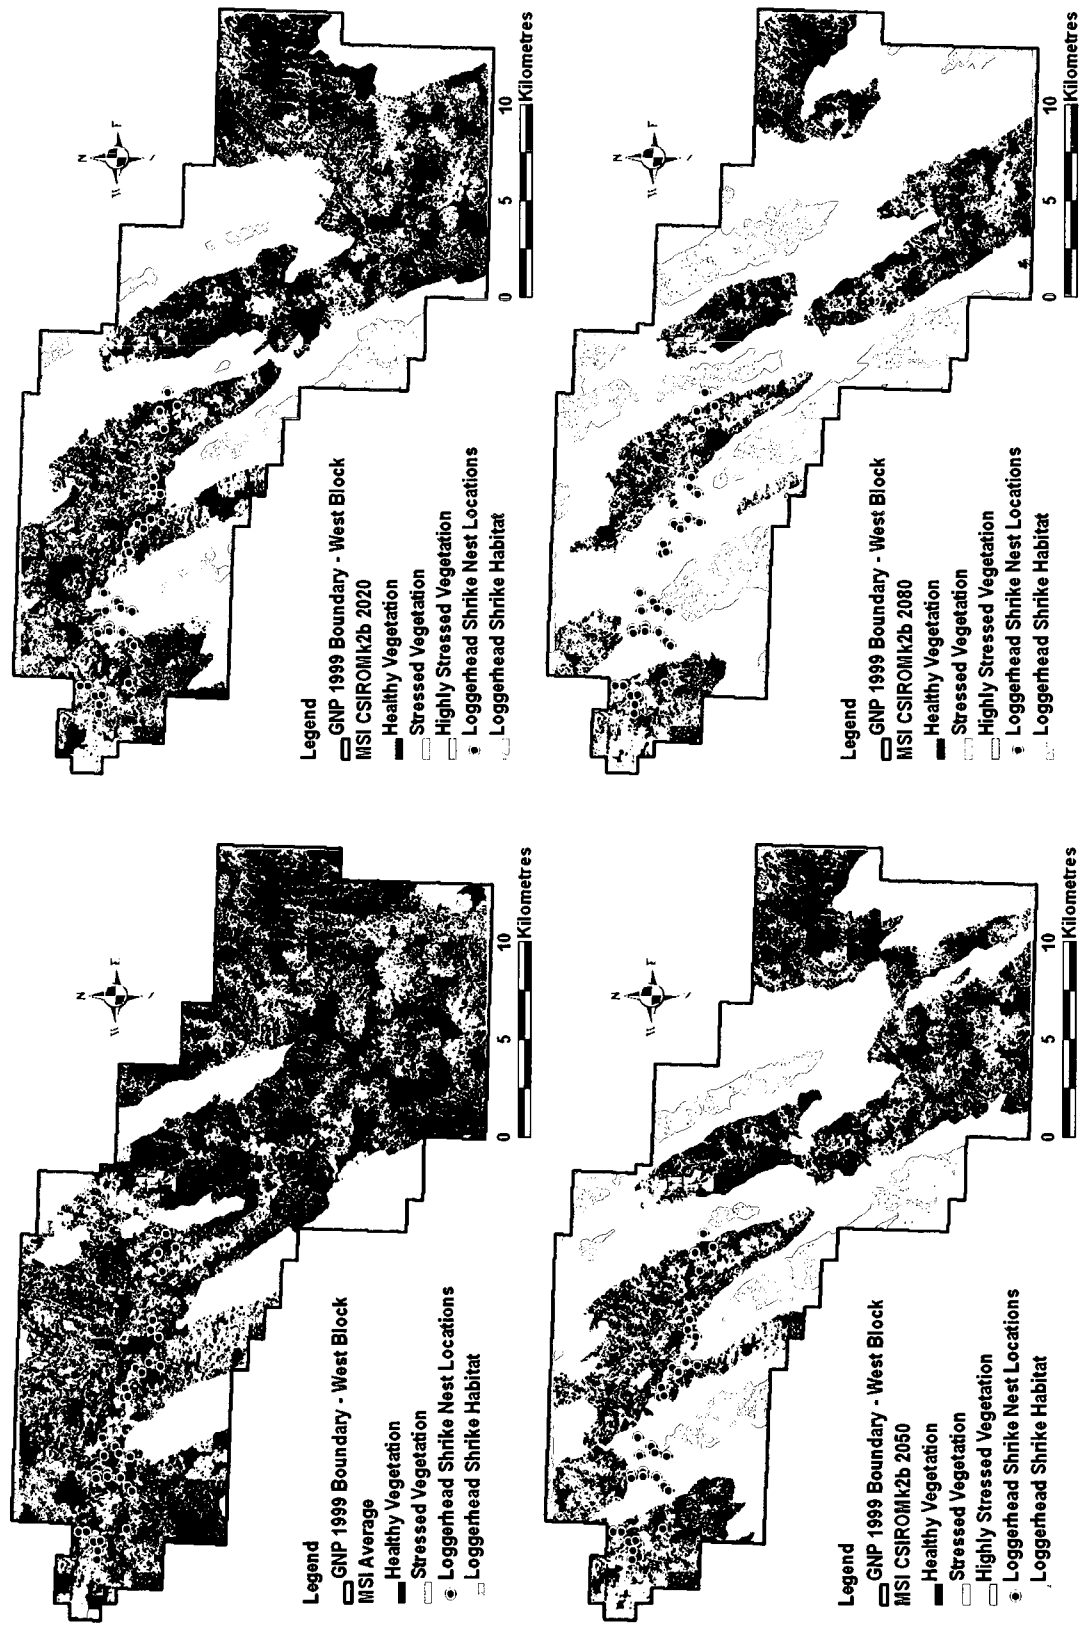 N
W
E
Legend
GNP 1999 Boundary - West Block
MSI Average
Healthy Vegetation
Stressed Vegetation
Loggerhead Shrike Nest Locations
Loggerhead Shrike Habitat
0 5 10
Kilometres
N
W
E
Legend
GNP 1999 Boundary - West Block
MSI CSIROMk2b 2020
Healthy Vegetation
Stressed Vegetation
Highly Stressed Vegetation
Loggerhead Shrike Nest Locations
Loggerhead Shrike Habitat
0 5 10
Kilometres
N
W
E
Legend
GNP 1999 Boundary - West Block
MSI CSIROMk2b 2050
Healthy Vegetation
Stressed Vegetation
Highly Stressed Vegetation
Loggerhead Shrike Nest Locations
Loggerhead Shrike Habitat
0 5 10
Kilometres
N
W
E
Legend
GNP 1999 Boundary - West Block
MSI CSIROMk2b 2080
Healthy Vegetation
Stressed Vegetation
Highly Stressed Vegetation
Loggerhead Shrike Nest Locations
Loggerhead Shrike Habitat
0 5 10
Kilometres